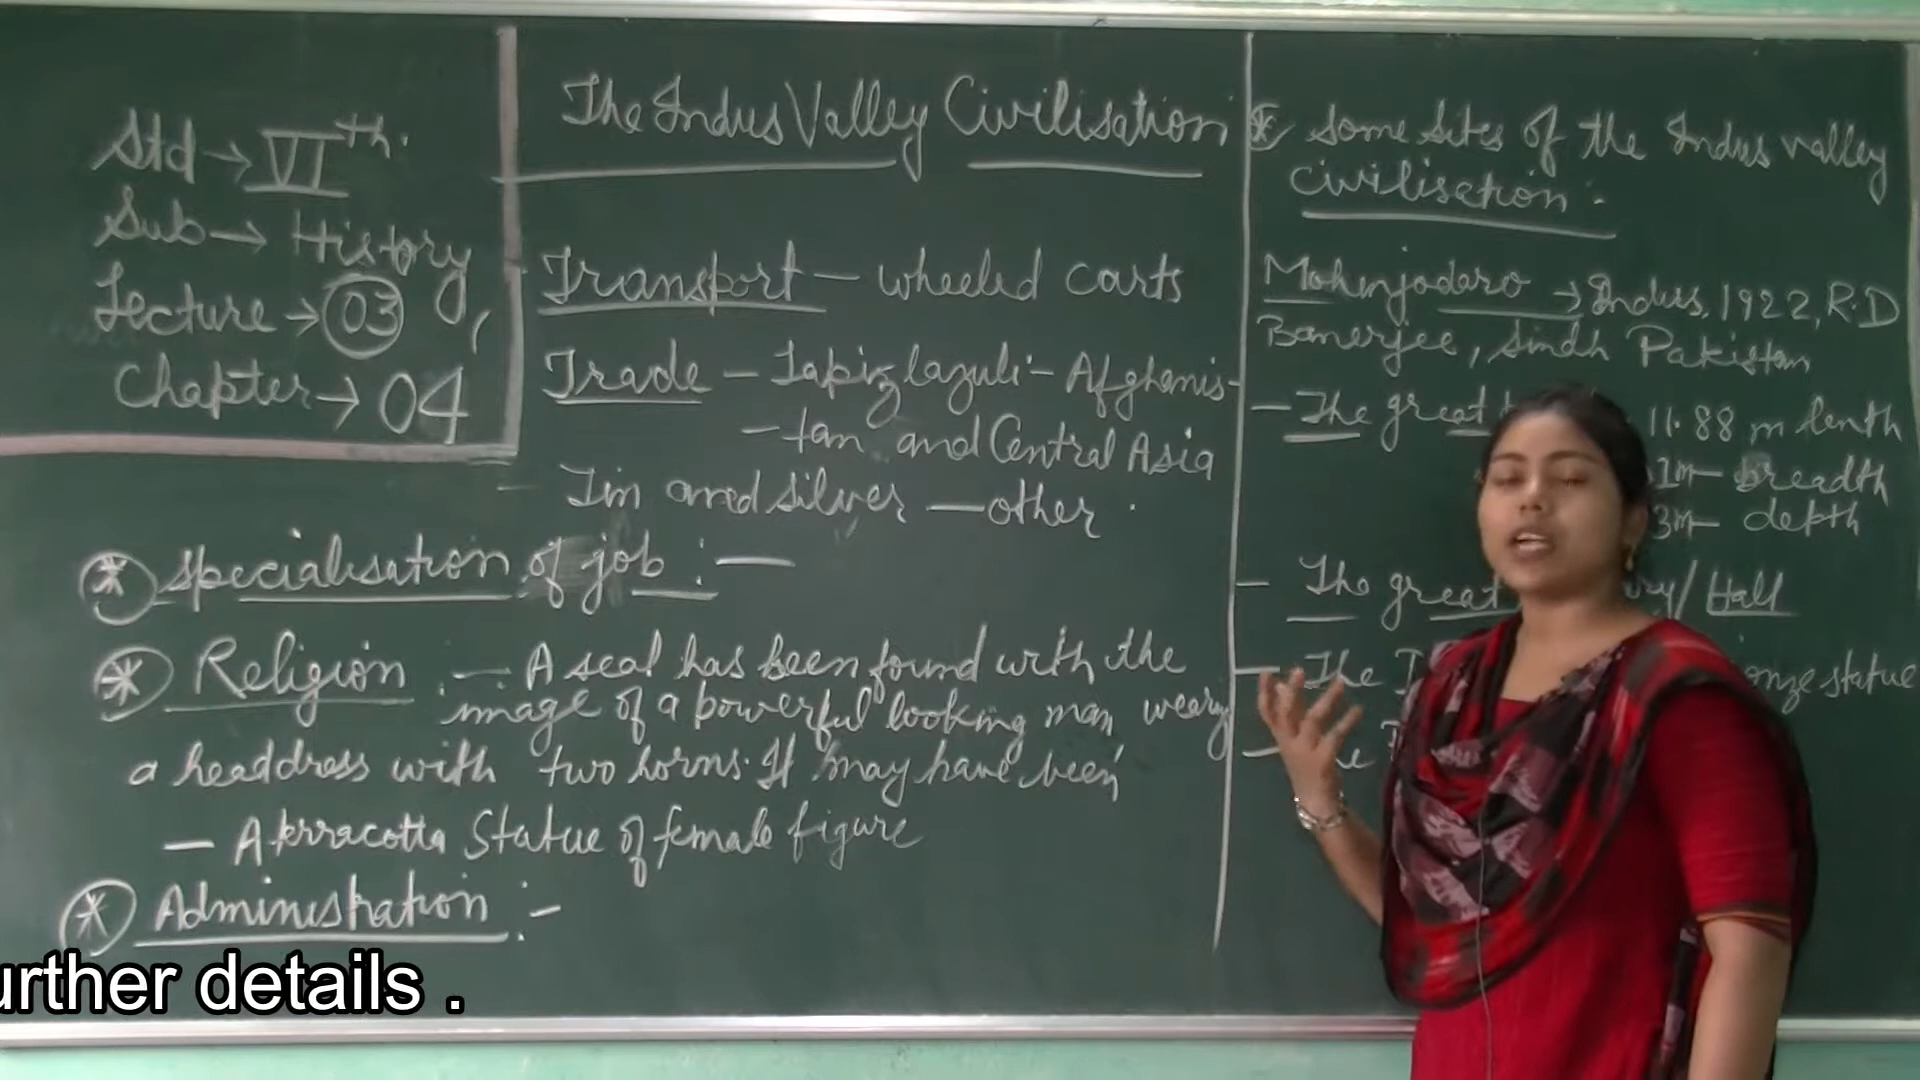 Std → VIth.
Sub → History,
Lecture → 03
Chapter → 04
The Indus Valley Civilisation
Transport – wheeled carts
Trade – Lapiz lazuli – Afghanis-
- tan and Central Asia
Tin and silver — other
* Specialisation of job :—
* Religion :— A seal has been found with the
image of a powerful looking man
a headdress with two horns. It may have been
— A terracotta Statue of female figure
* Administration :-
* Some sites of the Indus valley
civilisation :-
Mohenjodaro → Indus, 1922, R.D
Banerjee, Sindh Pakistan
— The great 11.88 m lenth
1m— breadth
3m— depth
— The great / Hall
— The statue
urther details .